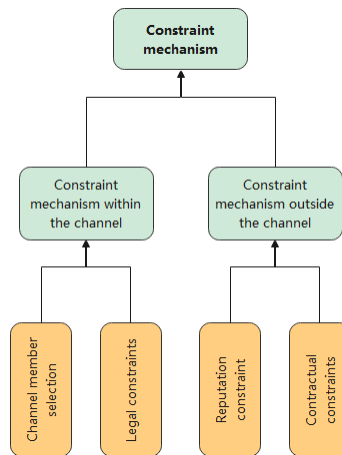 Constraint
mechanism
Constraint
mechanism within
the channel
Constraint
mechanism outside
the channel
Channel member
selection
Legal constraints
Reputation
constraint
Contractual
constraints